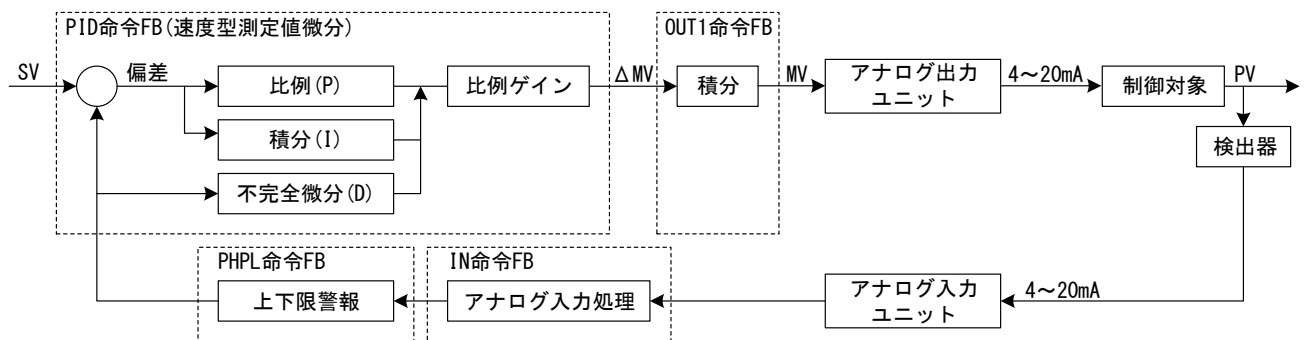 PID命令FB(速度型測定値微分)
OUT1命令FB
SV
偏差
比例(P)
比例ゲイン
ΔMV
積分
MV
アナログ出力
ユニット
4～20mA
制御対象
PV
積分(I)
検出器
不完全微分(D)
PHPL命令FB
IN命令FB
上下限警報
アナログ入力処理
アナログ入力
ユニット
4～20mA